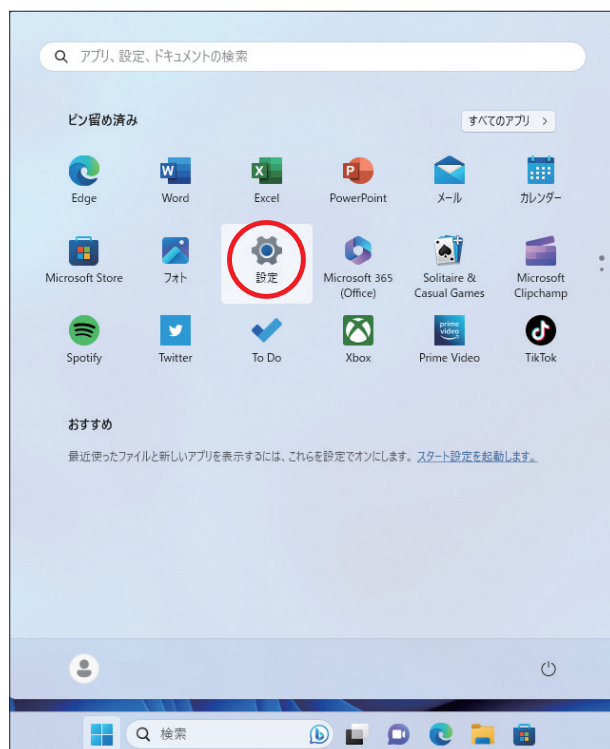 アプリ、設定、ドキュメントの検索
ピン留め済み
すべてのアプリ >
Edge
Word
Excel
PowerPoint
メール
カレンダー
Microsoft Store
フォト
設定
Microsoft 365
(Office)
Solitaire &
Casual Games
Microsoft
Clipchamp
prime
video
Spotify
Twitter
To Do
Xbox
Prime Video
TikTok
おすすめ
最近使ったファイルと新しいアプリを表示するには、これらを設定でオンにします。 スタート設定を起動します。
検索